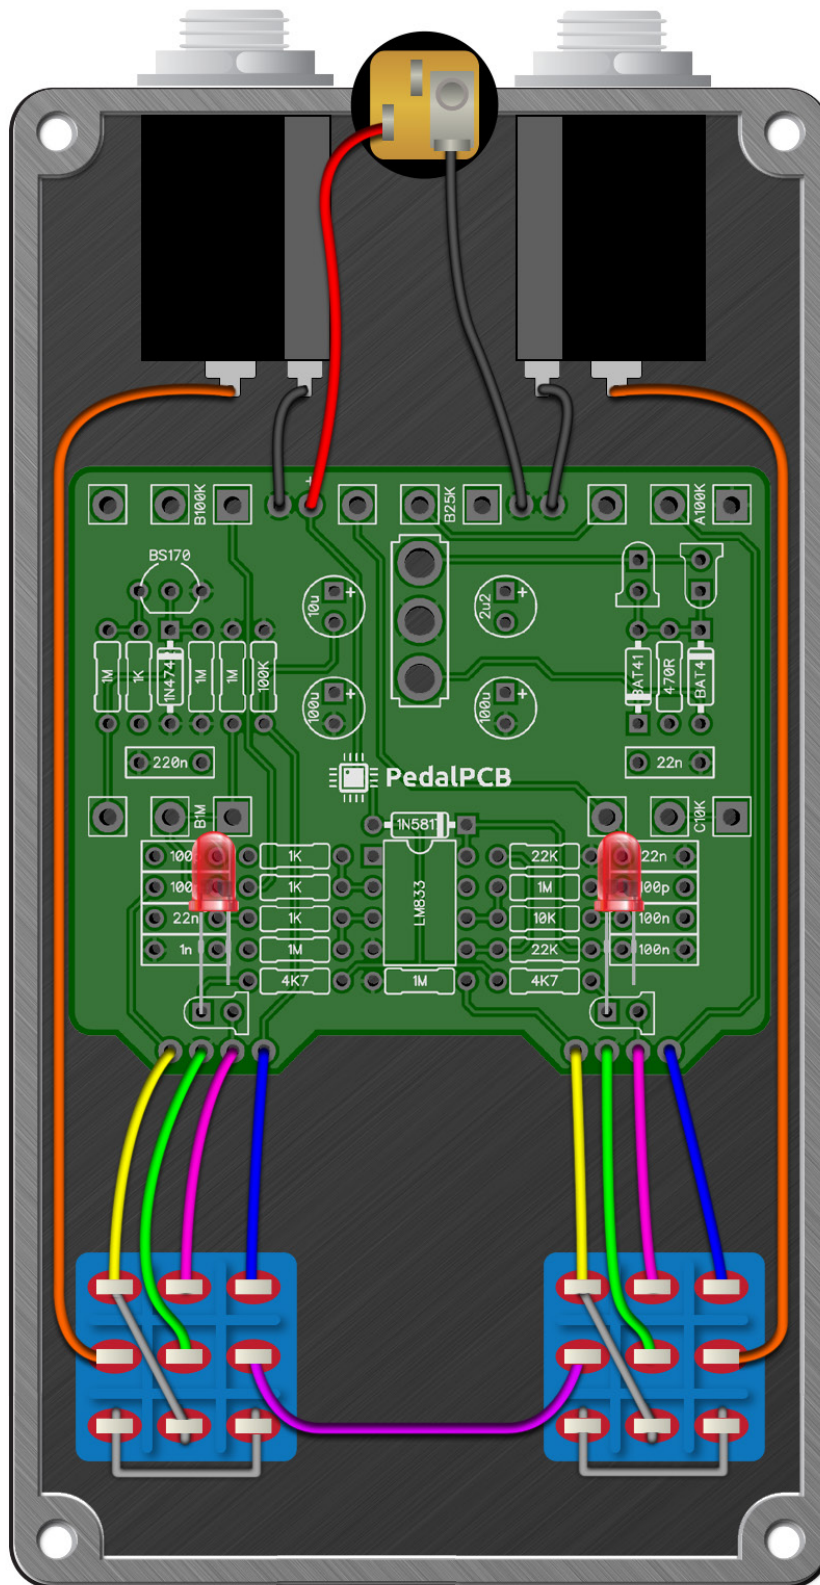 B100K
+
B25K
A100K
BS170
10u
+
2u2
+
1M
1K
1N474
1M
1M
100K
BAT41
470R
BAT4
100u
+
100u
+
220n
22n
PedalPCB
B1M
C10K
1N5817
100
1K
LM833
22K
22n
100
1K
1M
100p
22n
1K
10K
100n
1n
1M
22K
100n
4K7
1M
4K7